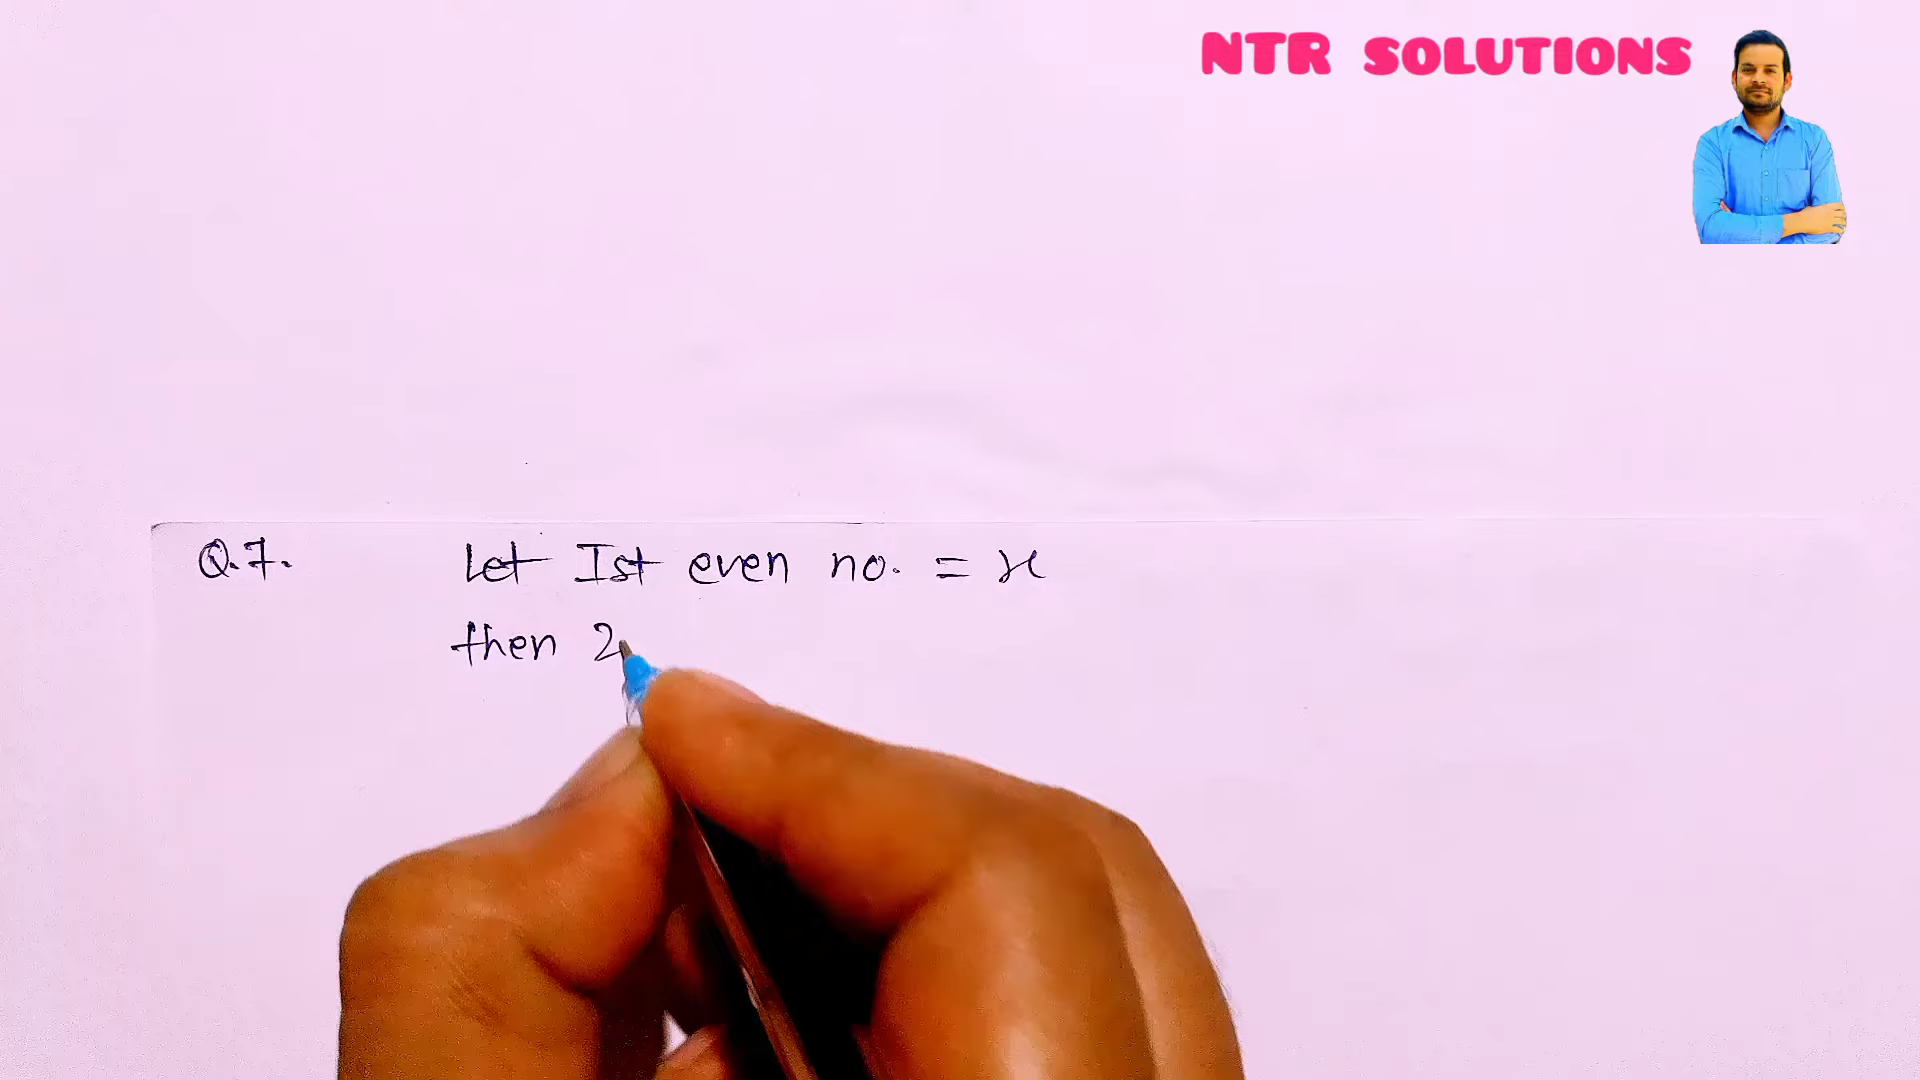 NTR SOLUTIONS
Q.7. Let Ist even no. = x
then 2